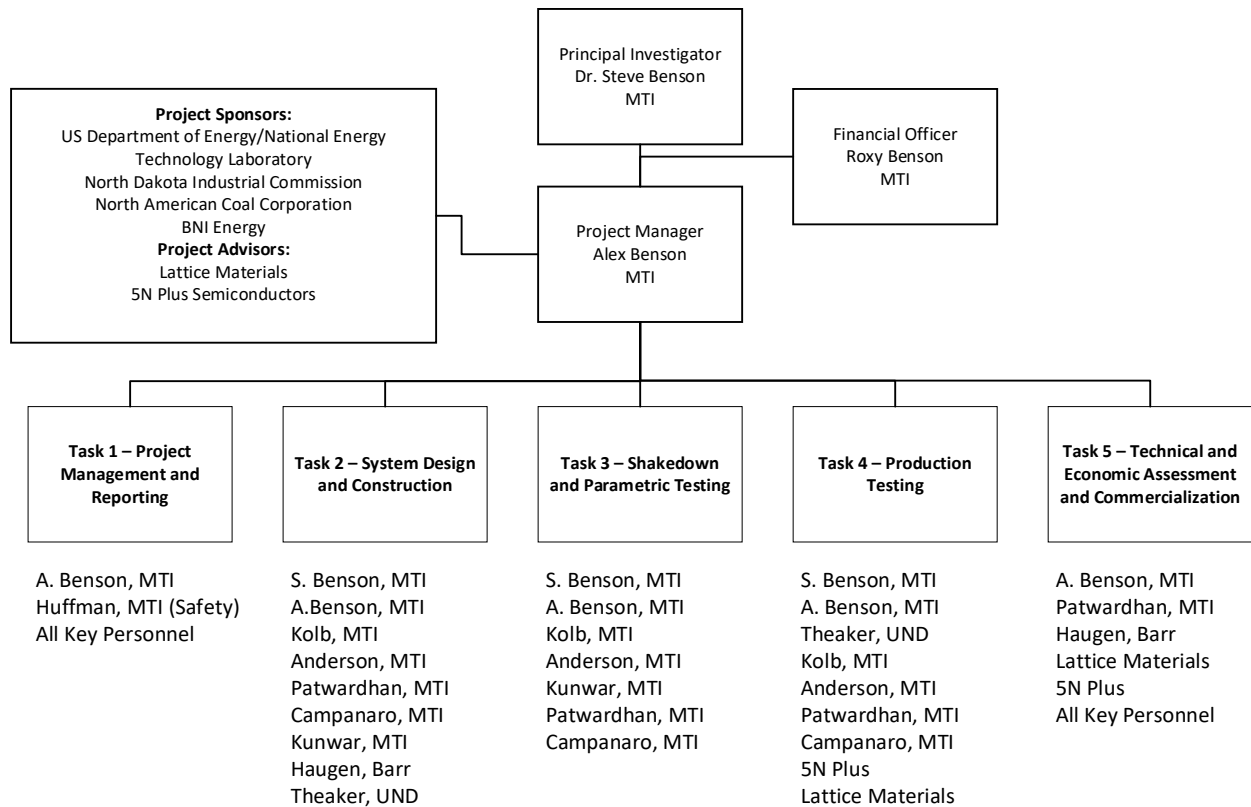 Principal Investigator
Dr. Steve Benson
MTI
Project Sponsors:
US Department of Energy/National Energy
Technology Laboratory
North Dakota Industrial Commission
North American Coal Corporation
BNI Energy
Project Advisors:
Lattice Materials
5N Plus Semiconductors
Financial Officer
Roxy Benson
MTI
Project Manager
Alex Benson
MTI
Task 1 – Project
Management and
Reporting
Task 2 – System Design
and Construction
Task 3 – Shakedown
and Parametric Testing
Task 4 – Production
Testing
Task 5 – Technical and
Economic Assessment
and Commercialization
A. Benson, MTI
Huffman, MTI (Safety)
All Key Personnel
S. Benson, MTI
A.Benson, MTI
Kolb, MTI
Anderson, MTI
Patwardhan, MTI
Campanaro, MTI
Kunwar, MTI
Haugen, Barr
Theaker, UND
S. Benson, MTI
A. Benson, MTI
Kolb, MTI
Anderson, MTI
Kunwar, MTI
Patwardhan, MTI
Campanaro, MTI
S. Benson, MTI
A. Benson, MTI
Theaker, UND
Kolb, MTI
Anderson, MTI
Patwardhan, MTI
Campanaro, MTI
5N Plus
Lattice Materials
A. Benson, MTI
Patwardhan, MTI
Haugen, Barr
Lattice Materials
5N Plus
All Key Personnel